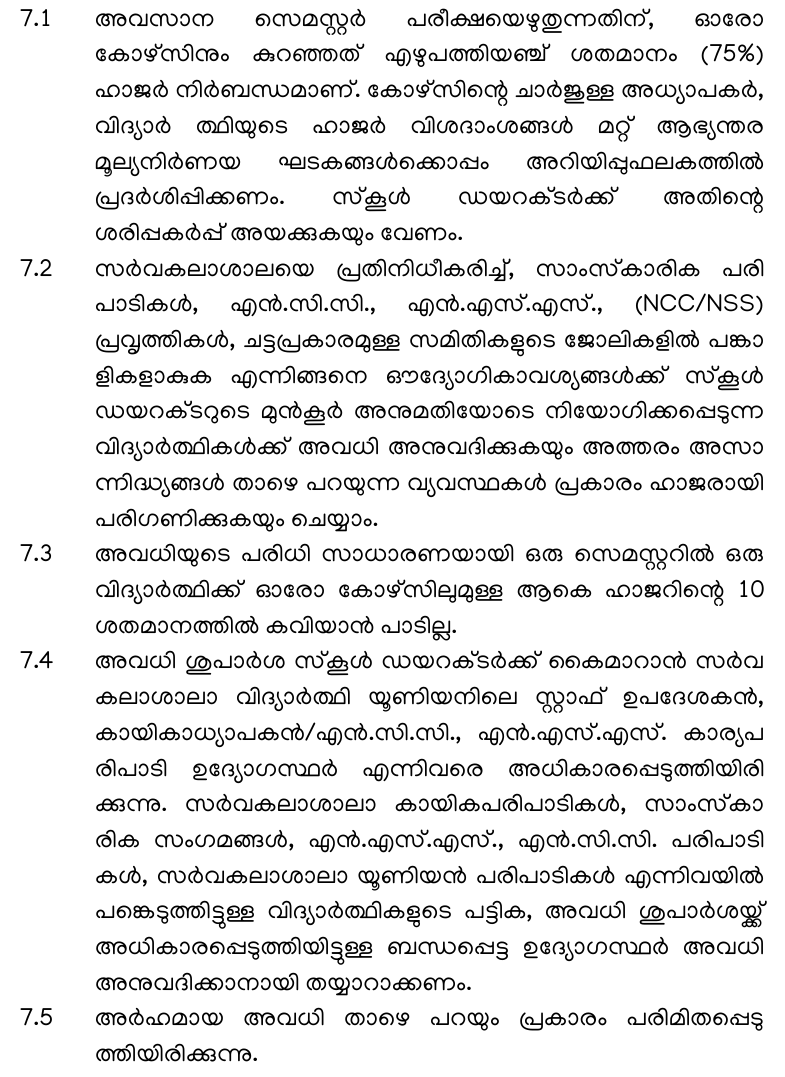 7.1 അവസാന സെമസ്റ്റർ പരീക്ഷയെഴുതുന്നതിന്, ഓരോ
കോഴ്സിനും കുറഞ്ഞത് എഴുപത്തിയഞ്ച് ശതമാനം (75%)
ഹാജർ നിർബന്ധമാണ്. കോഴ്സിന്റെ ചാർജുള്ള അധ്യാപകർ,
വിദ്യാർ ത്ഥിയുടെ ഹാജർ വിശദാംശങ്ങൾ മറ്റ് ആഭ്യന്തര
മൂല്യനിർണയ ഘടകങ്ങൾക്കൊപ്പം അറിയിപ്പുഫലകത്തിൽ
പ്രദർശിപ്പിക്കണം. സ്കൂൾ ഡയറക്ടർക്ക് അതിന്റെ
ശരിപ്പകർപ്പ് അയക്കുകയും വേണം.
7.2 സർവകലാശാലയെ പ്രതിനിധീകരിച്ച്, സാംസ്കാരിക പരി
പാടികൾ, എൻ.സി.സി., എൻ.എസ്.എസ്., (NCC/NSS)
പ്രവൃത്തികൾ, ചട്ടപ്രകാരമുള്ള സമിതികളുടെ ജോലികളിൽ പങ്കാ
ളികളാകുക എന്നിങ്ങനെ ഔദ്യോഗികാവശ്യങ്ങൾക്ക് സ്കൂൾ
ഡയറക്ടറുടെ മുൻകൂർ അനുമതിയോടെ നിയോഗിക്കപ്പെടുന്ന
വിദ്യാർത്ഥികൾക്ക് അവധി അനുവദിക്കുകയും അത്തരം അസാ
ന്നിദ്ധ്യങ്ങൾ താഴെ പറയുന്ന വ്യവസ്ഥകൾ പ്രകാരം ഹാജരായി
പരിഗണിക്കുകയും ചെയ്യാം.
7.3 അവധിയുടെ പരിധി സാധാരണയായി ഒരു സെമസ്റ്ററിൽ ഒരു
വിദ്യാർത്ഥിക്ക് ഓരോ കോഴ്സിലുമുള്ള ആകെ ഹാജറിന്റെ 10
ശതമാനത്തിൽ കവിയാൻ പാടില്ല.
7.4 അവധി ശുപാർശ സ്കൂൾ ഡയറക്ടർക്ക് കൈമാറാൻ സർവ
കലാശാലാ വിദ്യാർത്ഥി യൂണിയനിലെ സ്റ്റാഫ് ഉപദേശകൻ,
കായികാധ്യാപകൻ/എൻ.സി.സി., എൻ.എസ്.എസ്. കാര്യപ
രിപാടി ഉദ്യോഗസ്ഥർ എന്നിവരെ അധികാരപ്പെടുത്തിയിരി
ക്കുന്നു. സർവകലാശാലാ കായികപരിപാടികൾ, സാംസ്കാ
രിക സംഗമങ്ങൾ, എൻ.എസ്.എസ്., എൻ.സി.സി. പരിപാടി
കൾ, സർവകലാശാലാ യൂണിയൻ പരിപാടികൾ എന്നിവയിൽ
പങ്കെടുത്തിട്ടുള്ള വിദ്യാർത്ഥികളുടെ പട്ടിക, അവധി ശുപാർശയ്ക്ക്
അധികാരപ്പെടുത്തിയിട്ടുള്ള ബന്ധപ്പെട്ട ഉദ്യോഗസ്ഥർ അവധി
അനുവദിക്കാനായി തയ്യാറാക്കണം.
7.5 അർഹമായ അവധി താഴെ പറയും പ്രകാരം പരിമിതപ്പെടു
ത്തിയിരിക്കുന്നു.